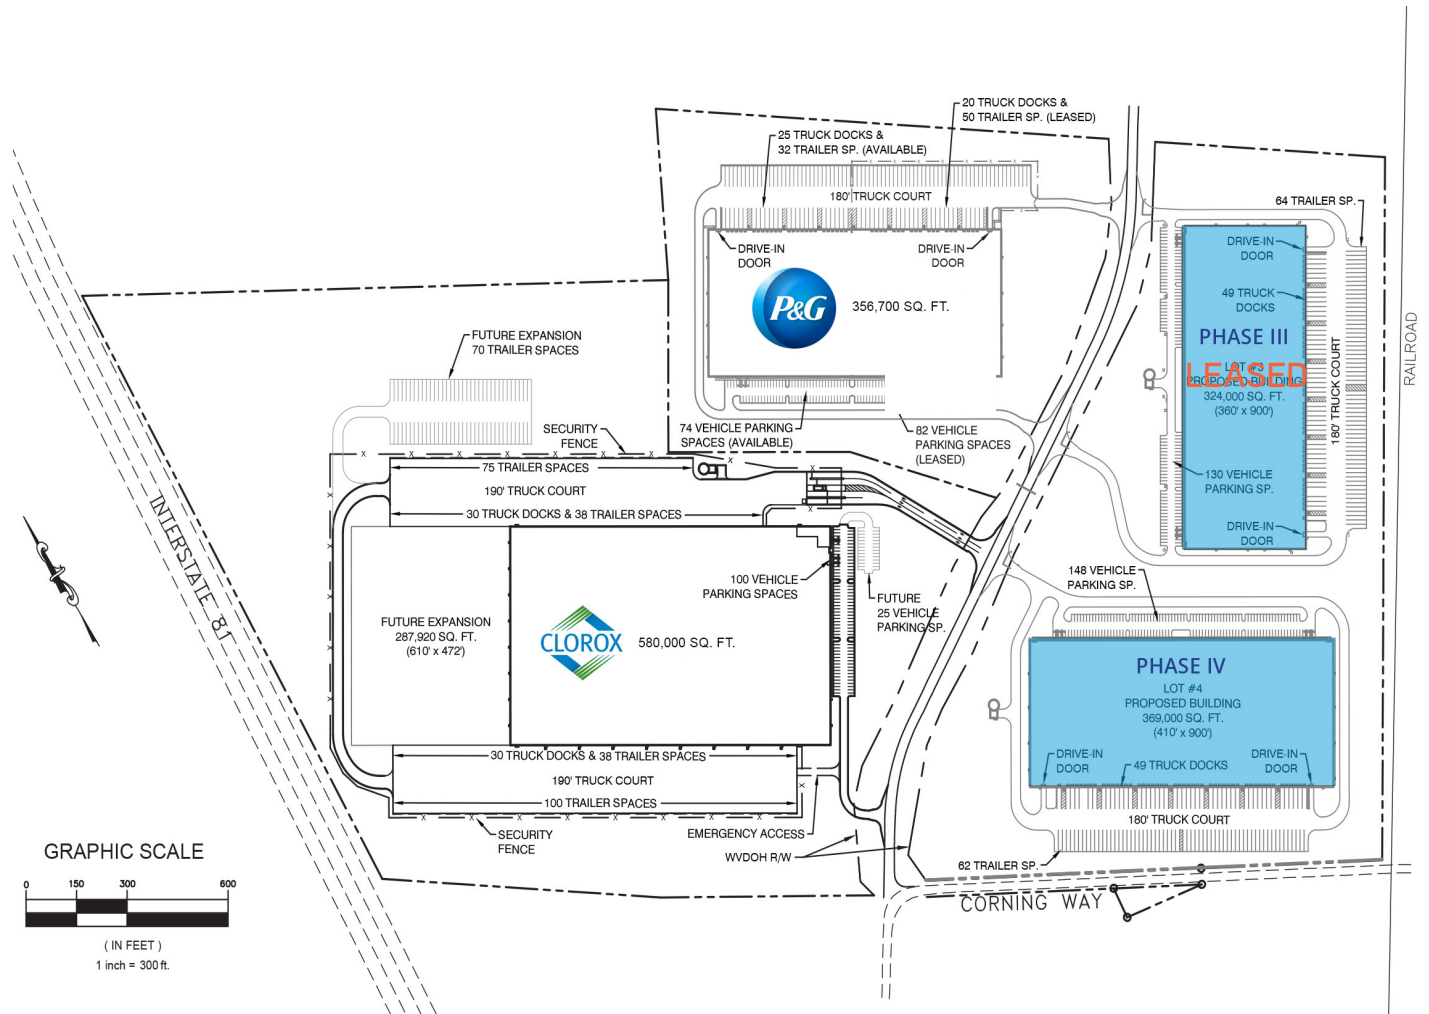 20 TRUCK DOCKS &
50 TRAILER SP. (LEASED)
25 TRUCK DOCKS &
32 TRAILER SP. (AVAILABLE)
180' TRUCK COURT
DRIVE-IN
DOOR
DRIVE-IN
DOOR
P&G
356,700 SQ. FT.
74 VEHICLE PARKING
SPACES (AVAILABLE)
82 VEHICLE
PARKING SPACES
(LEASED)
64 TRAILER SP.
DRIVE-IN
DOOR
49 TRUCK
DOCKS
PHASE III
LEASED
LOT #3
PROPOSED BUILDING
324,000 SQ. FT.
(360' x 900')
180' TRUCK COURT
130 VEHICLE
PARKING SP.
DRIVE-IN
DOOR
RAILROAD
FUTURE EXPANSION
70 TRAILER SPACES
SECURITY
FENCE
75 TRAILER SPACES
190' TRUCK COURT
30 TRUCK DOCKS & 38 TRAILER SPACES
INTERSTATE 81
FUTURE EXPANSION
287,920 SQ. FT.
(610' x 472')
CLOROX
580,000 SQ. FT.
100 VEHICLE
PARKING SPACES
FUTURE
25 VEHICLE
PARKING SP.
148 VEHICLE
PARKING SP.
PHASE IV
LOT #4
PROPOSED BUILDING
369,000 SQ. FT.
(410' x 900')
DRIVE-IN
DOOR
49 TRUCK DOCKS
DRIVE-IN
DOOR
180' TRUCK COURT
62 TRAILER SP.
30 TRUCK DOCKS & 38 TRAILER SPACES
190' TRUCK COURT
100 TRAILER SPACES
SECURITY
FENCE
EMERGENCY ACCESS
WVDOH R/W
CORNING WAY
GRAPHIC SCALE
0 150 300 600
( IN FEET )
1 inch = 300 ft.